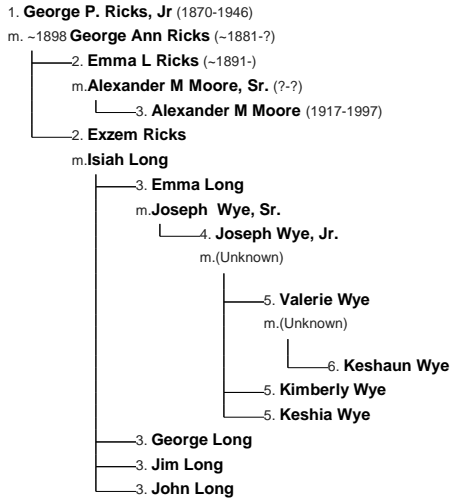 1. George P. Ricks, Jr (1870-1946)
m. ~1898 George Ann Ricks (~1881-?)
2. Emma L Ricks (~1891-)
m.Alexander M Moore, Sr. (?-?)
3. Alexander M Moore (1917-1997)
2. Exzem Ricks
m.Isiah Long
3. Emma Long
m.Joseph Wye, Sr.
4. Joseph Wye, Jr.
m.(Unknown)
5. Valerie Wye
m.(Unknown)
6. Keshaun Wye
5. Kimberly Wye
5. Keshia Wye
3. George Long
3. Jim Long
3. John Long